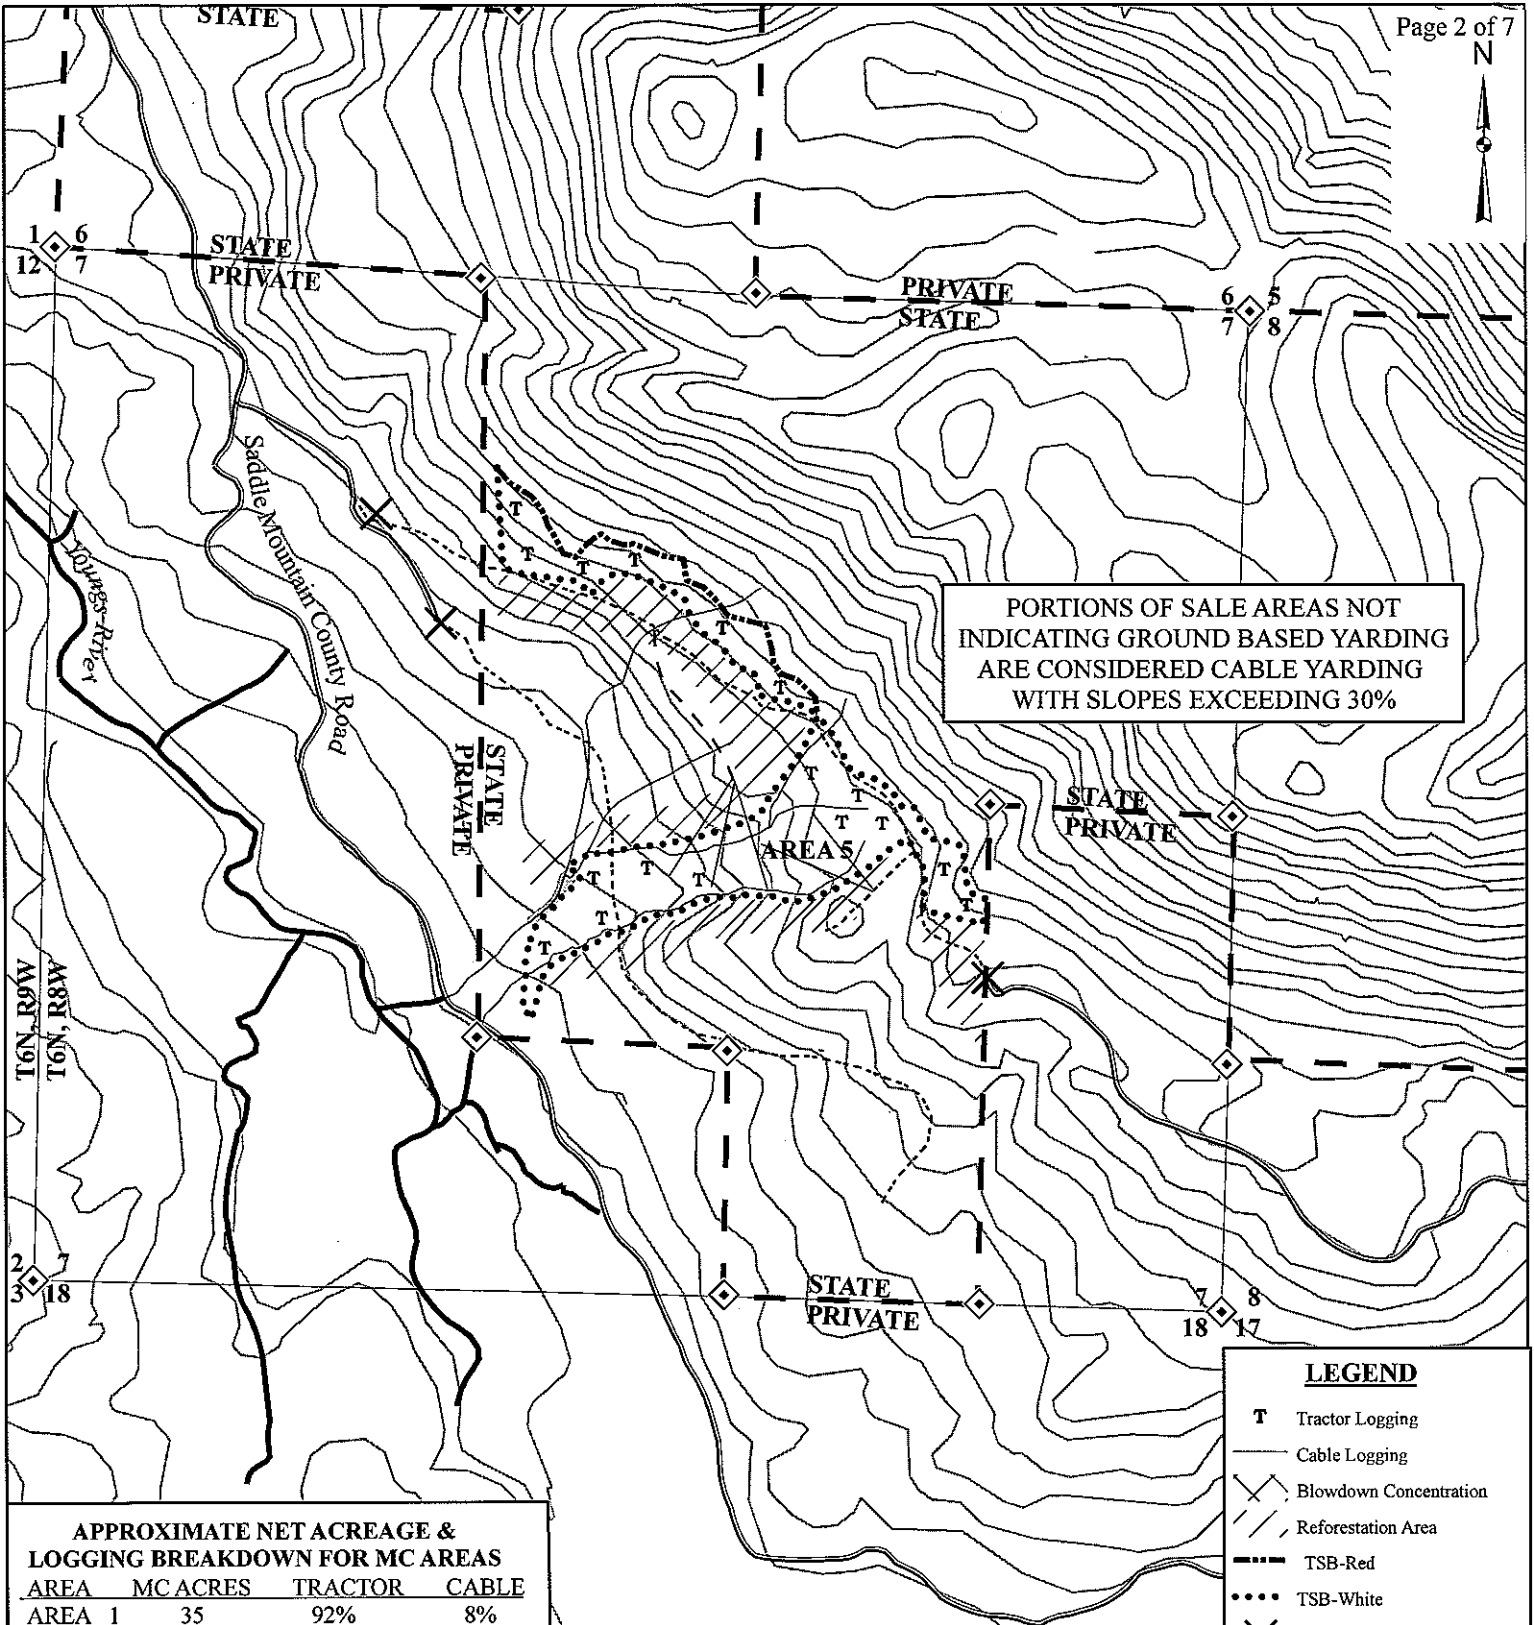 STATE
Page 2 of 7
N
1 6
12 7
STATE
PRIVATE
PRIVATE
STATE
6 5
7 8
Saddle Mountain County Road
Youngs River
T
T
T
T
T
T
PORTIONS OF SALE AREAS NOT
INDICATING GROUND BASED YARDING
ARE CONSIDERED CABLE YARDING
WITH SLOPES EXCEEDING 30%
STATE
PRIVATE
STATE
PRIVATE
T
T
T T
AREA 5
T
T
T
T
T
T
T
T6N, R9W
T6N, R8W
2 7
3 18
STATE
PRIVATE
7 8
18 17
LEGEND
T Tractor Logging
Cable Logging
Blowdown Concentration
Reforestation Area
TSB-Red
TSB-White
APPROXIMATE NET ACREAGE &
LOGGING BREAKDOWN FOR MC AREAS
AREA MC ACRES TRACTOR CABLE
AREA 1 35 92% 8%